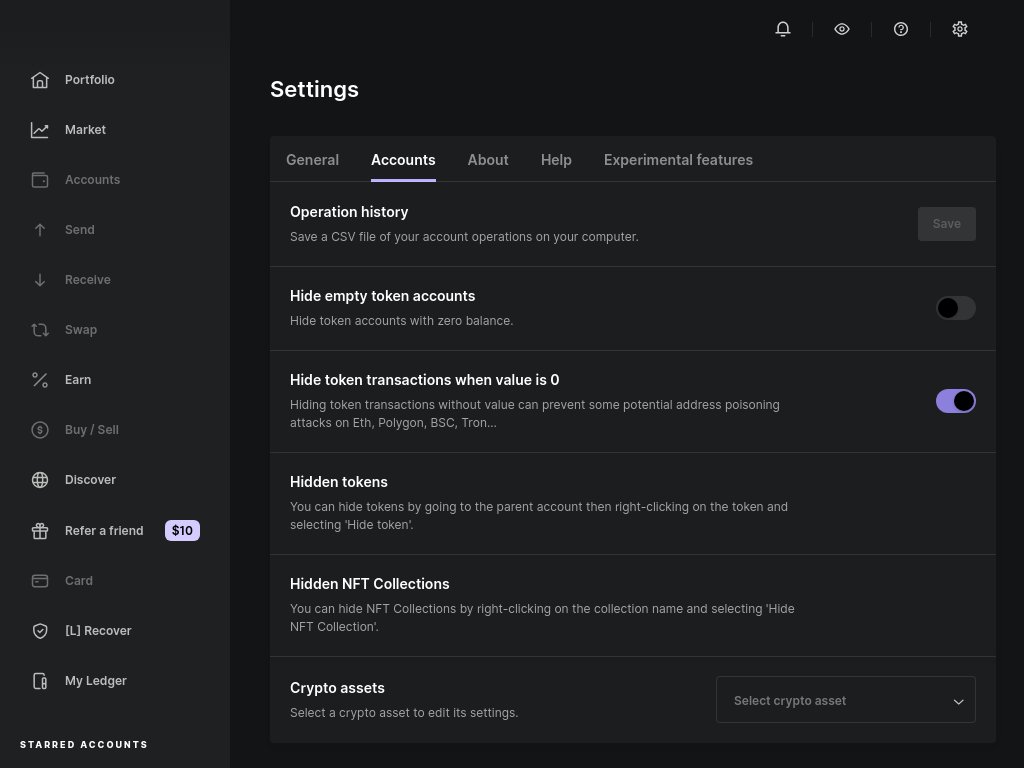 Portfolio
Market
Accounts
Send
Receive
Swap
Earn
Buy / Sell
Discover
Refer a friend $10
Card
[L] Recover
My Ledger
STARRED ACCOUNTS
Settings
General Accounts About Help Experimental features
Operation history
Save a CSV file of your account operations on your computer.
Save
Hide empty token accounts
Hide token accounts with zero balance.
Hide token transactions when value is 0
Hiding token transactions without value can prevent some potential address poisoning
attacks on Eth, Polygon, BSC, Tron...
Hidden tokens
You can hide tokens by going to the parent account then right-clicking on the token and
selecting 'Hide token'.
Hidden NFT Collections
You can hide NFT Collections by right-clicking on the collection name and selecting 'Hide
NFT Collection'.
Crypto assets
Select a crypto asset to edit its settings.
Select crypto asset